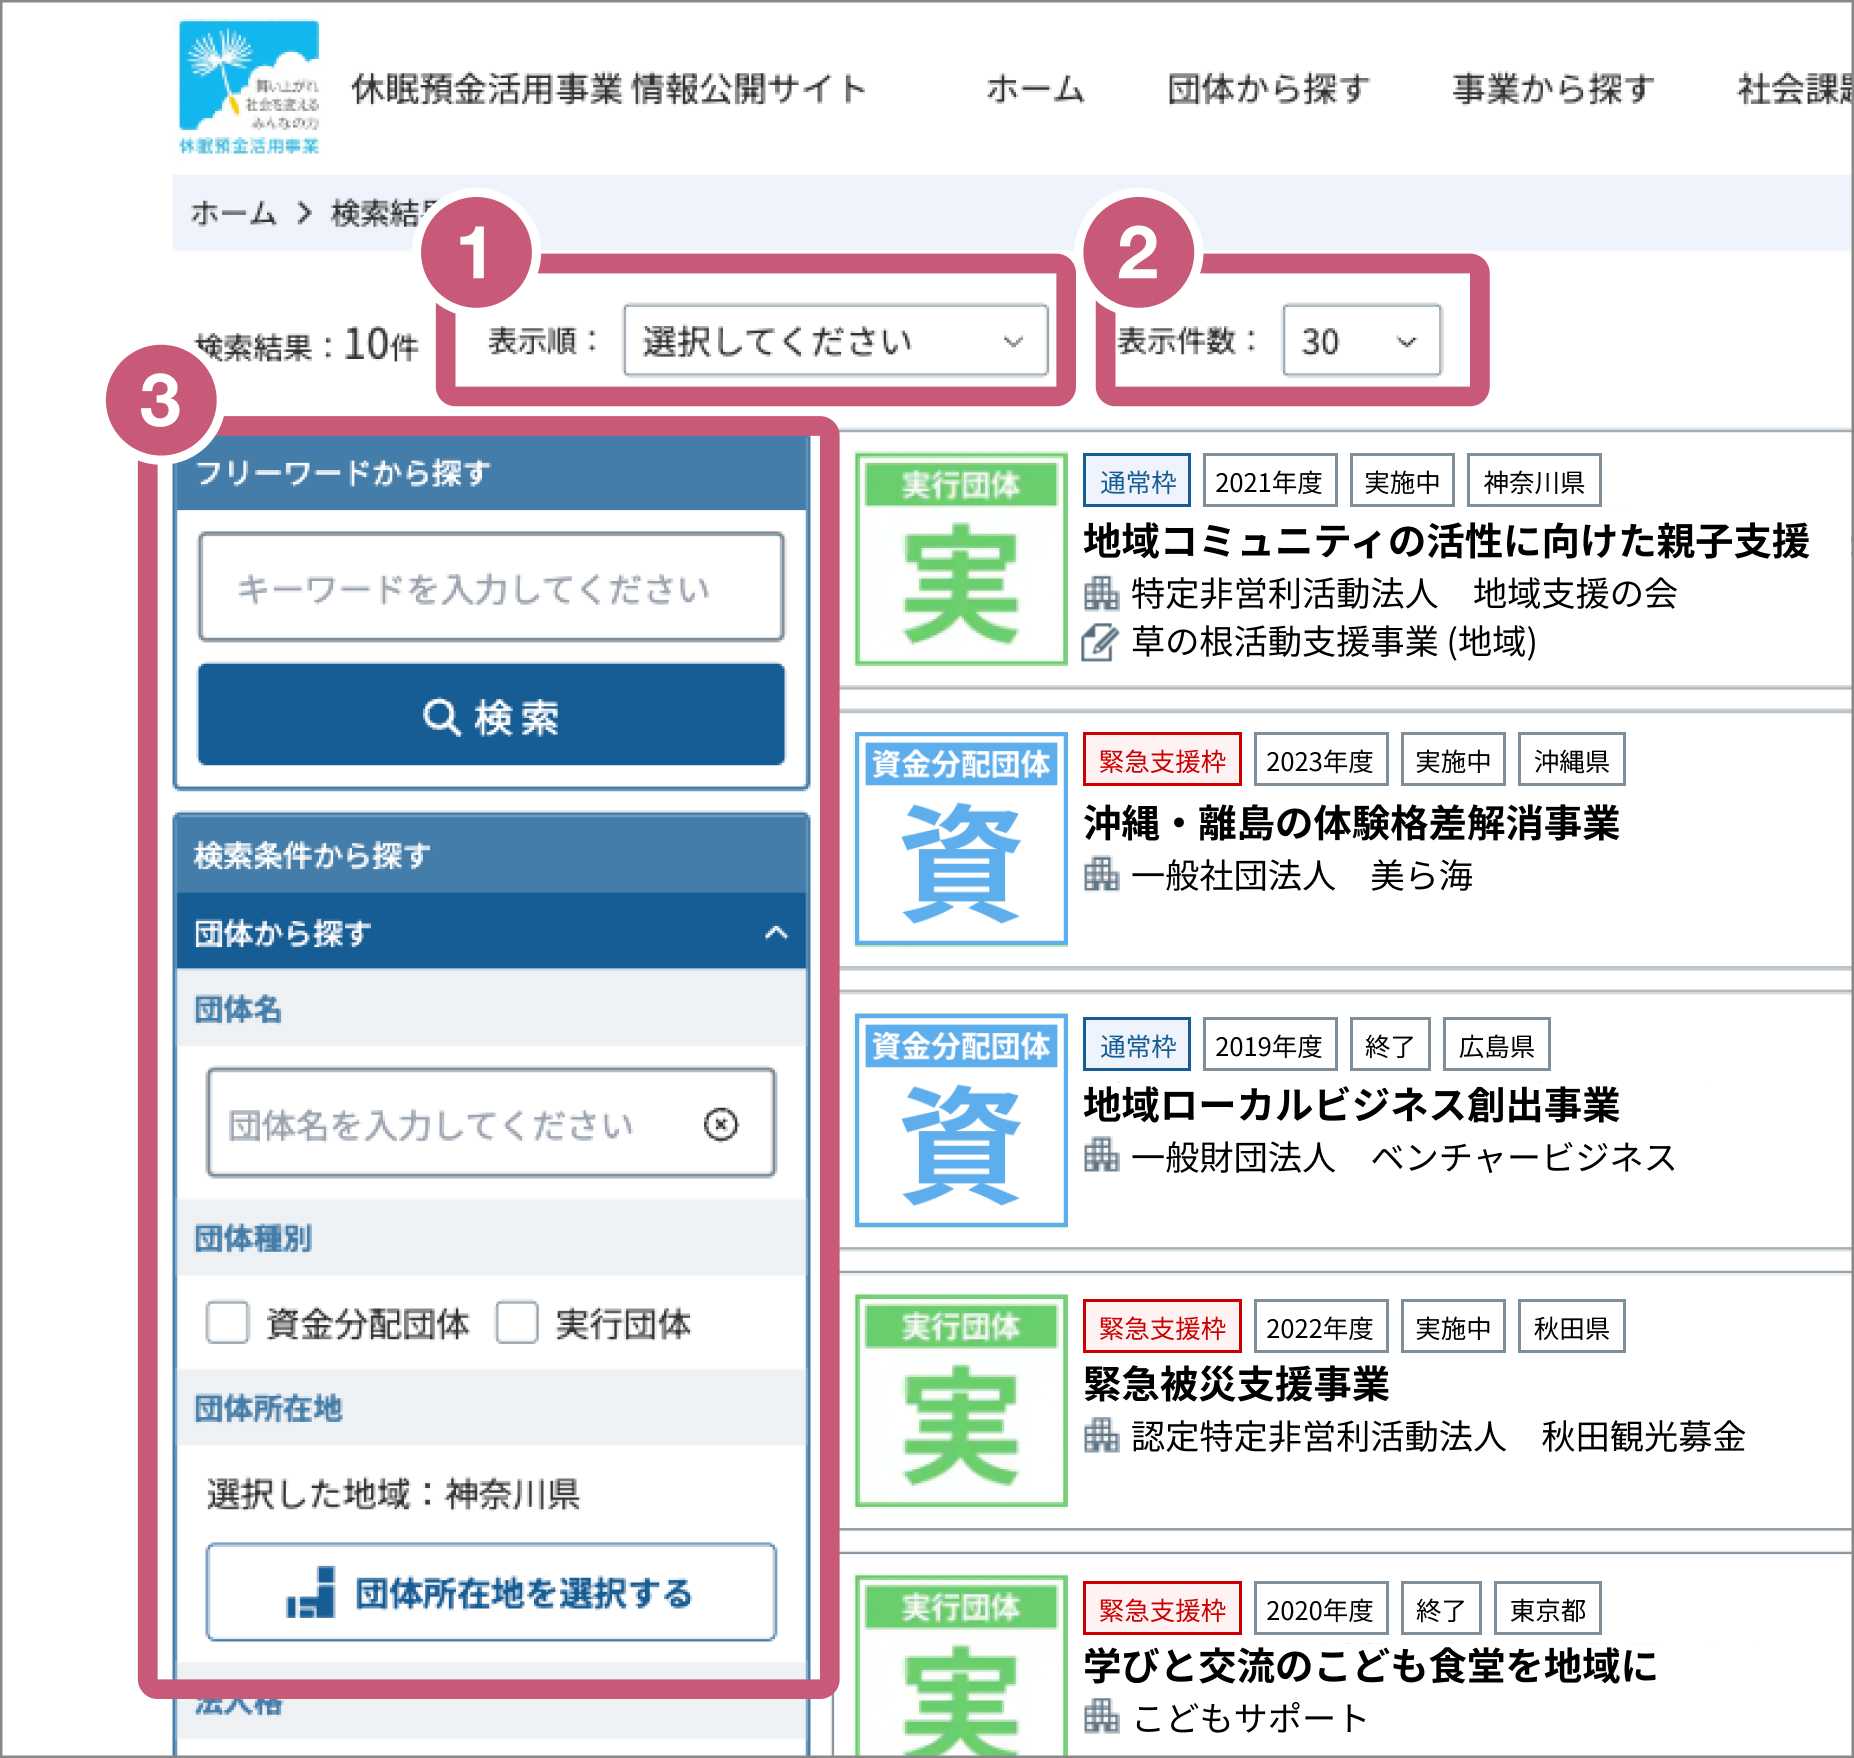 舞い上がれ
社会を変える
みんなの力
休眠預金活用事業
休眠預金活用事業 情報公開サイト
ホーム
団体から探す
事業から探す
社会課題
ホーム > 検索結果
1
2
検索結果：10件
表示順：
選択してください
表示件数：
30
3
フリーワードから探す
キーワードを入力してください
検索
検索条件から探す
団体から探す
団体名
団体名を入力してください
団体種別
資金分配団体
実行団体
団体所在地
選択した地域：神奈川県
団体所在地を選択する
法人格
実行団体
実
通常枠 2021年度 実施中 神奈川県
地域コミュニティの活性に向けた親子支援
特定非営利活動法人　地域支援の会
草の根活動支援事業 (地域)
資金分配団体
資
緊急支援枠 2023年度 実施中 沖縄県
沖縄・離島の体験格差解消事業
一般社団法人　美ら海
資金分配団体
資
通常枠 2019年度 終了 広島県
地域ローカルビジネス創出事業
一般財団法人　ベンチャービジネス
実行団体
実
緊急支援枠 2022年度 実施中 秋田県
緊急被災支援事業
認定特定非営利活動法人　秋田観光募金
実行団体
実
緊急支援枠 2020年度 終了 東京都
学びと交流のこども食堂を地域に
こどもサポート